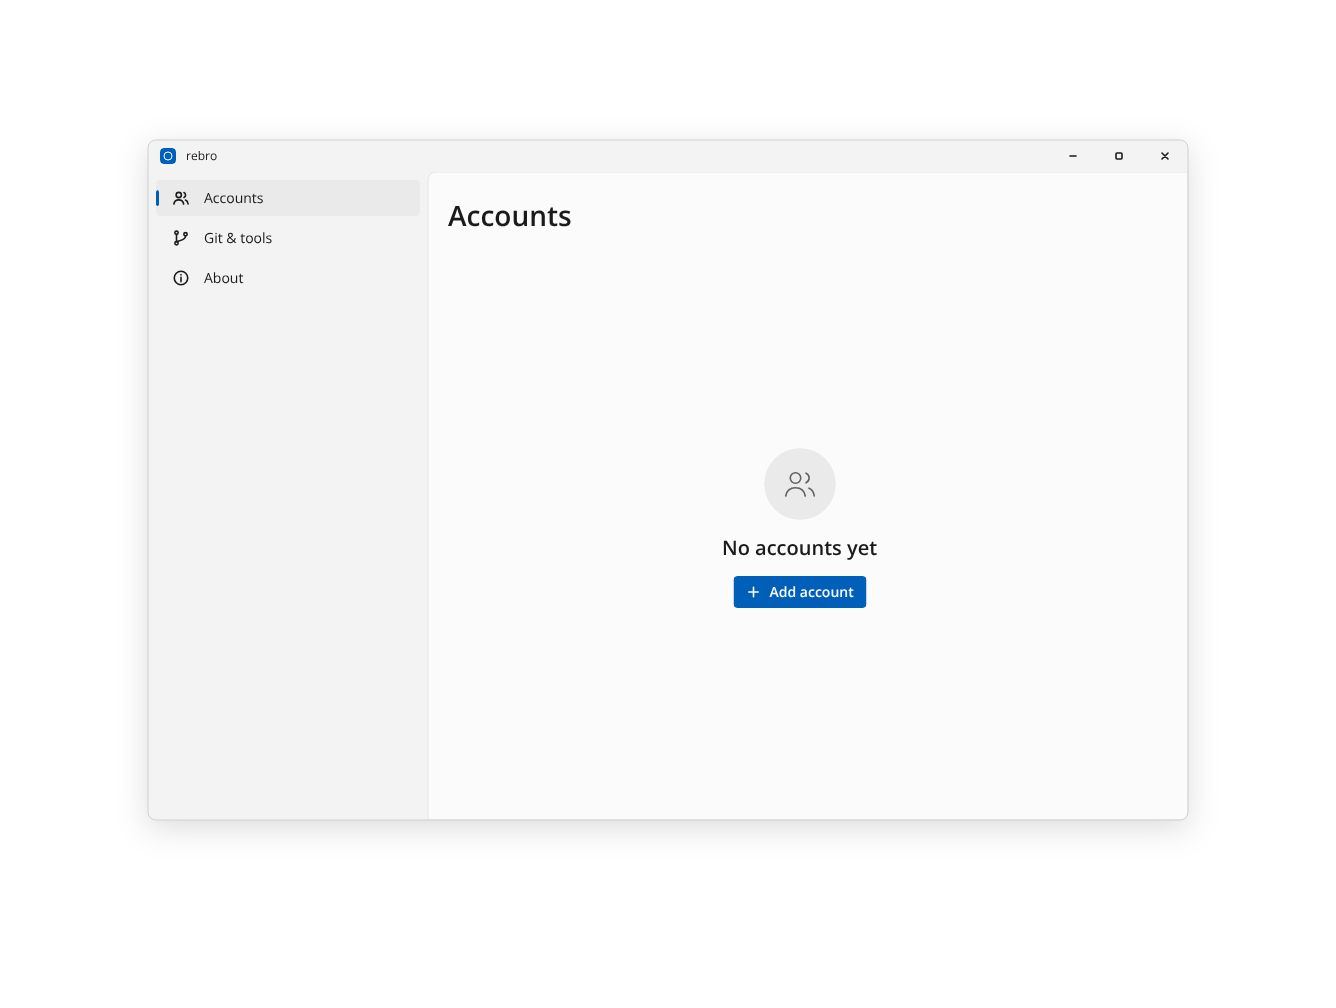 rebro
Accounts
Git & tools
About
Accounts
No accounts yet
Add account